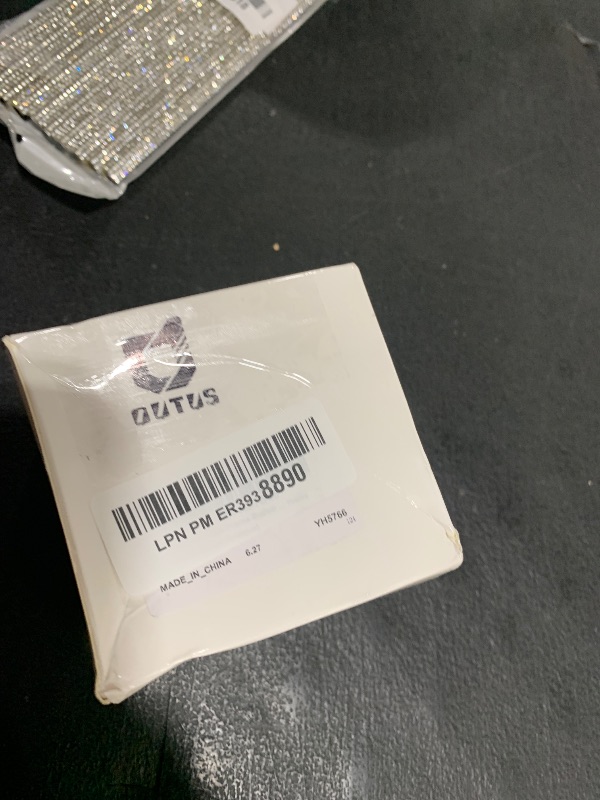 OUTUS
LPN PM ER3938890
MADE_IN_CHINA 6.27 YH5766